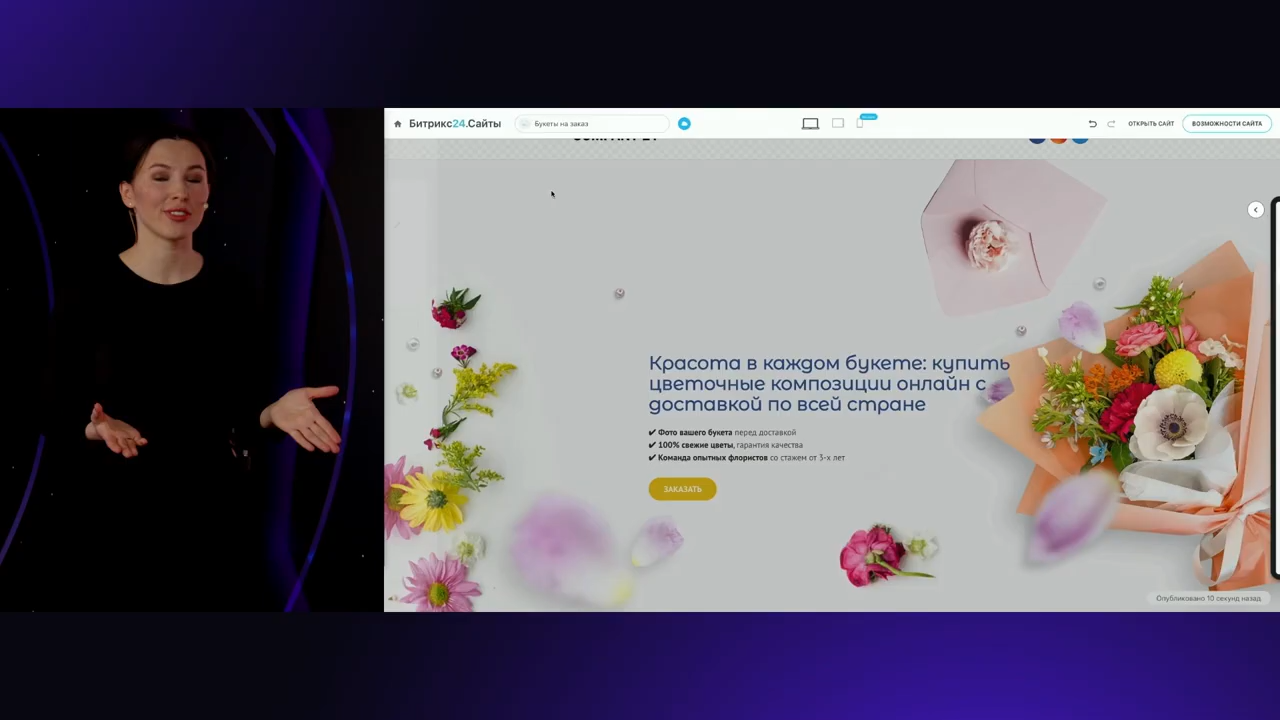 Битрикс24.Сайты
Букеты на заказ
ОТКРЫТЬ САЙТ
ВОЗМОЖНОСТИ САЙТА
Красота в каждом букете: купить
цветочные композиции онлайн с
доставкой по всей стране
✔ Фото вашего букета перед доставкой
✔ 100% свежие цветы, гарантия качества
✔ Команда опытных флористов со стажем от 3-х лет
ЗАКАЗАТЬ
Опубликовано 10 секунд назад